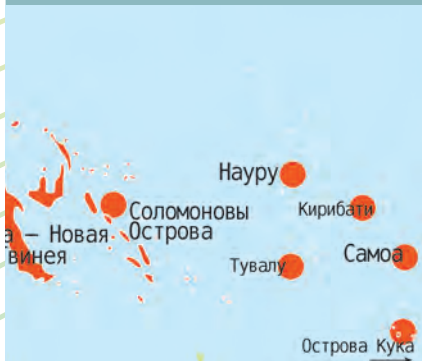 Науру
Кирибати
Соломоновы
Острова
а – Новая
винея
Тувалу
Самоа
Острова Кука